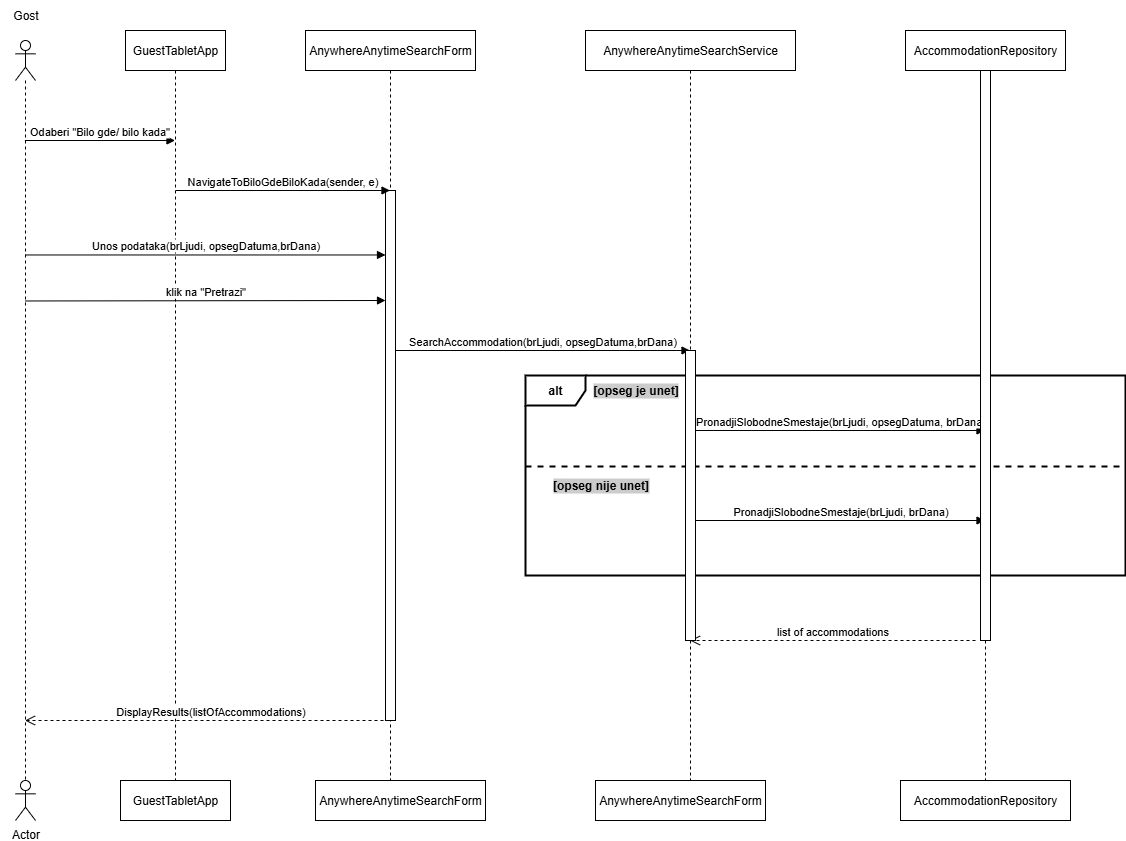 Gost
GuestTabletApp
AnywhereAnytimeSearchForm
AnywhereAnytimeSearchService
AccommodationRepository
Odaberi "Bilo gde/ bilo kada"
NavigateToBiloGdeBiloKada(sender, e)
Unos podataka(brLjudi, opsegDatuma,brDana)
klik na "Pretrazi"
SearchAccommodation(brLjudi, opsegDatuma,brDana)
alt
[opseg je unet]
PronadjiSlobodneSmestaje(brLjudi, opsegDatuma, brDana
[opseg nije unet]
PronadjiSlobodneSmestaje(brLjudi, brDana)
list of accommodations
DisplayResults(listOfAccommodations)
GuestTabletApp
AnywhereAnytimeSearchForm
AnywhereAnytimeSearchForm
AccommodationRepository
Actor